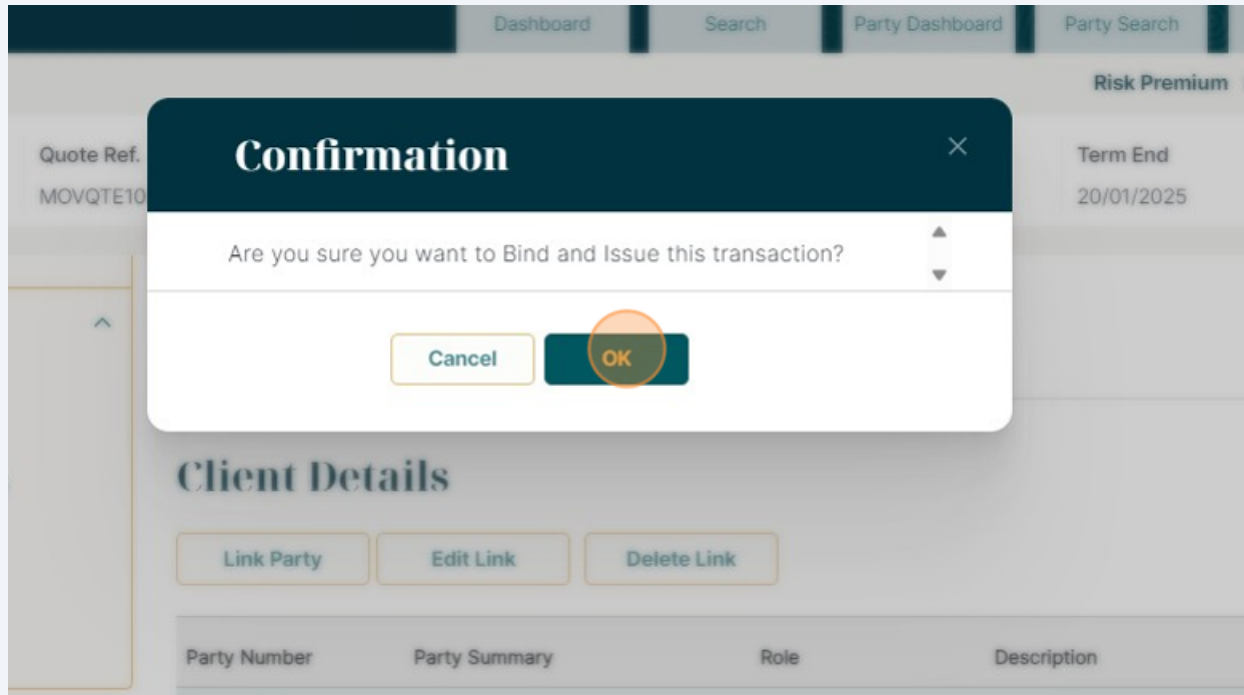 Dashboard Search Party Dashboard Party Search
Risk Premium
Quote Ref.
MOVQTE10
Confirmation
Term End
20/01/2025
Are you sure you want to Bind and Issue this transaction?
Cancel OK
Client Details
Link Party Edit Link Delete Link
Party Number Party Summary Role Description